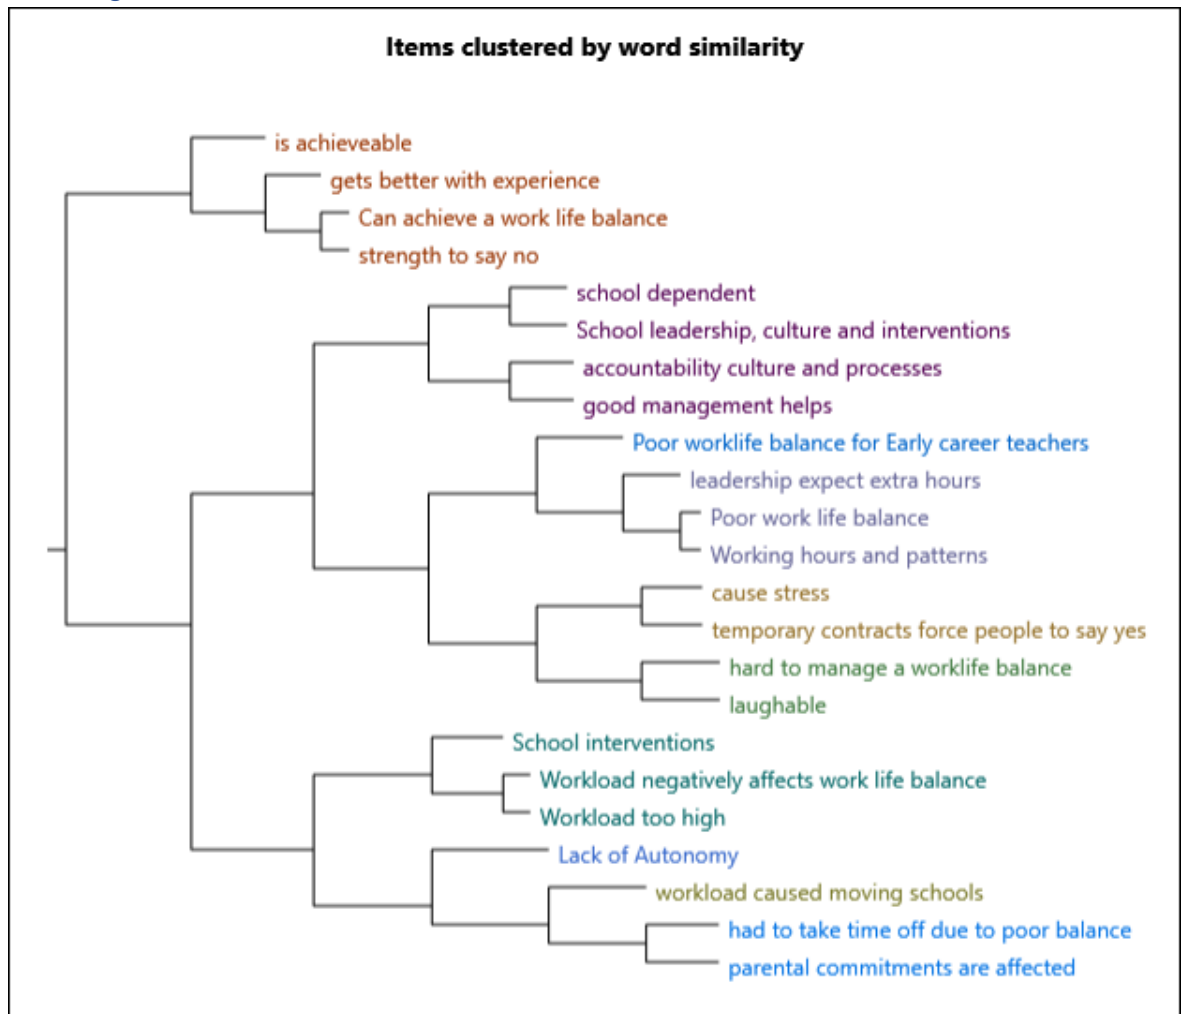 Items clustered by word similarity
is achieveable
gets better with experience
Can achieve a work life balance
strength to say no
school dependent
School leadership, culture and interventions
accountability culture and processes
good management helps
Poor worklife balance for Early career teachers
leadership expect extra hours
Poor work life balance
Working hours and patterns
cause stress
temporary contracts force people to say yes
hard to manage a worklife balance
laughable
School interventions
Workload negatively affects work life balance
Workload too high
Lack of Autonomy
workload caused moving schools
had to take time off due to poor balance
parental commitments are affected